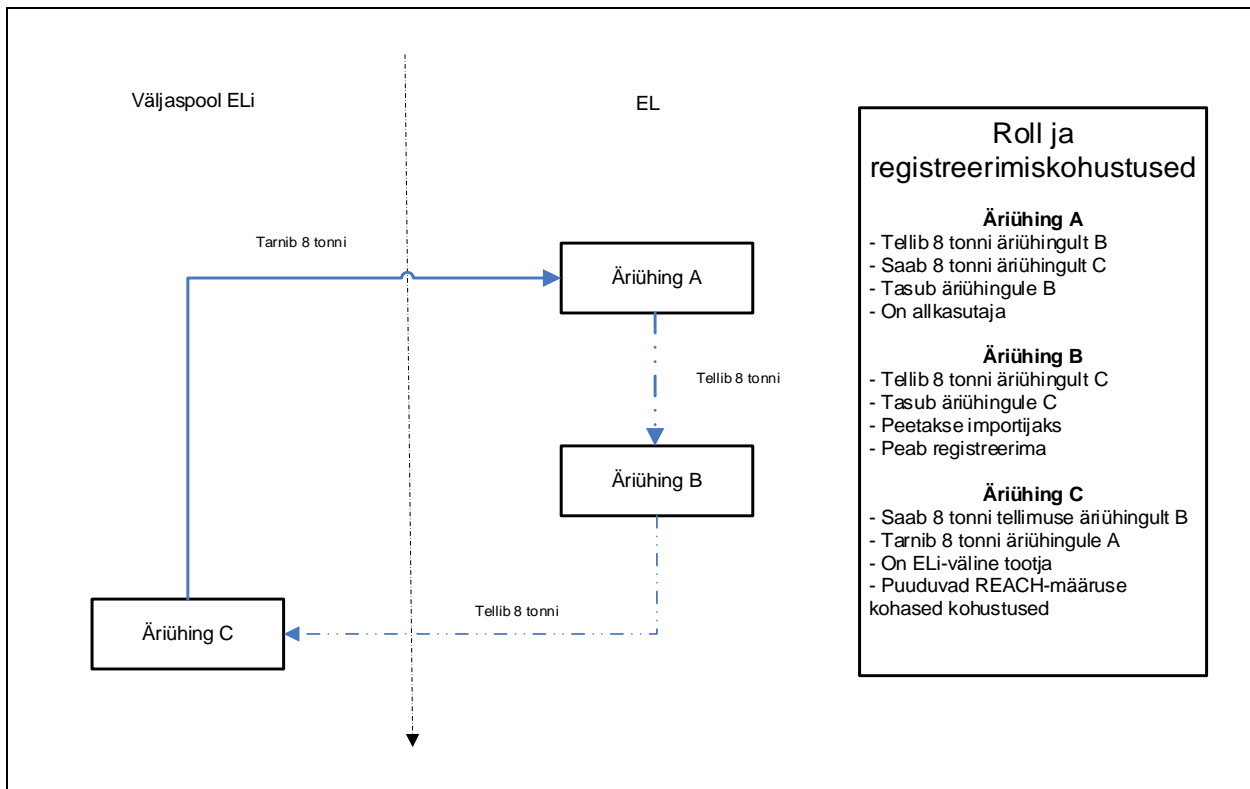 Väljaspool ELi
EL
Tarnib 8 tonni
Äriühing A
Tellib 8 tonni
Äriühing B
Tellib 8 tonni
Äriühing C
Roll ja
registreerimiskohustused
Äriühing A
- Tellib 8 tonni äriühingult B
- Saab 8 tonni äriühingult C
- Tasub äriühingule B
- On allkasutaja
Äriühing B
- Tellib 8 tonni äriühingult C
- Tasub äriühingule C
- Peetakse importijaks
- Peab registreerima
Äriühing C
- Saab 8 tonni tellimuse äriühingult B
- Tarnib 8 tonni äriühingule A
- On ELi-väline tootja
- Puuduvad REACH-määruse
kohased kohustused